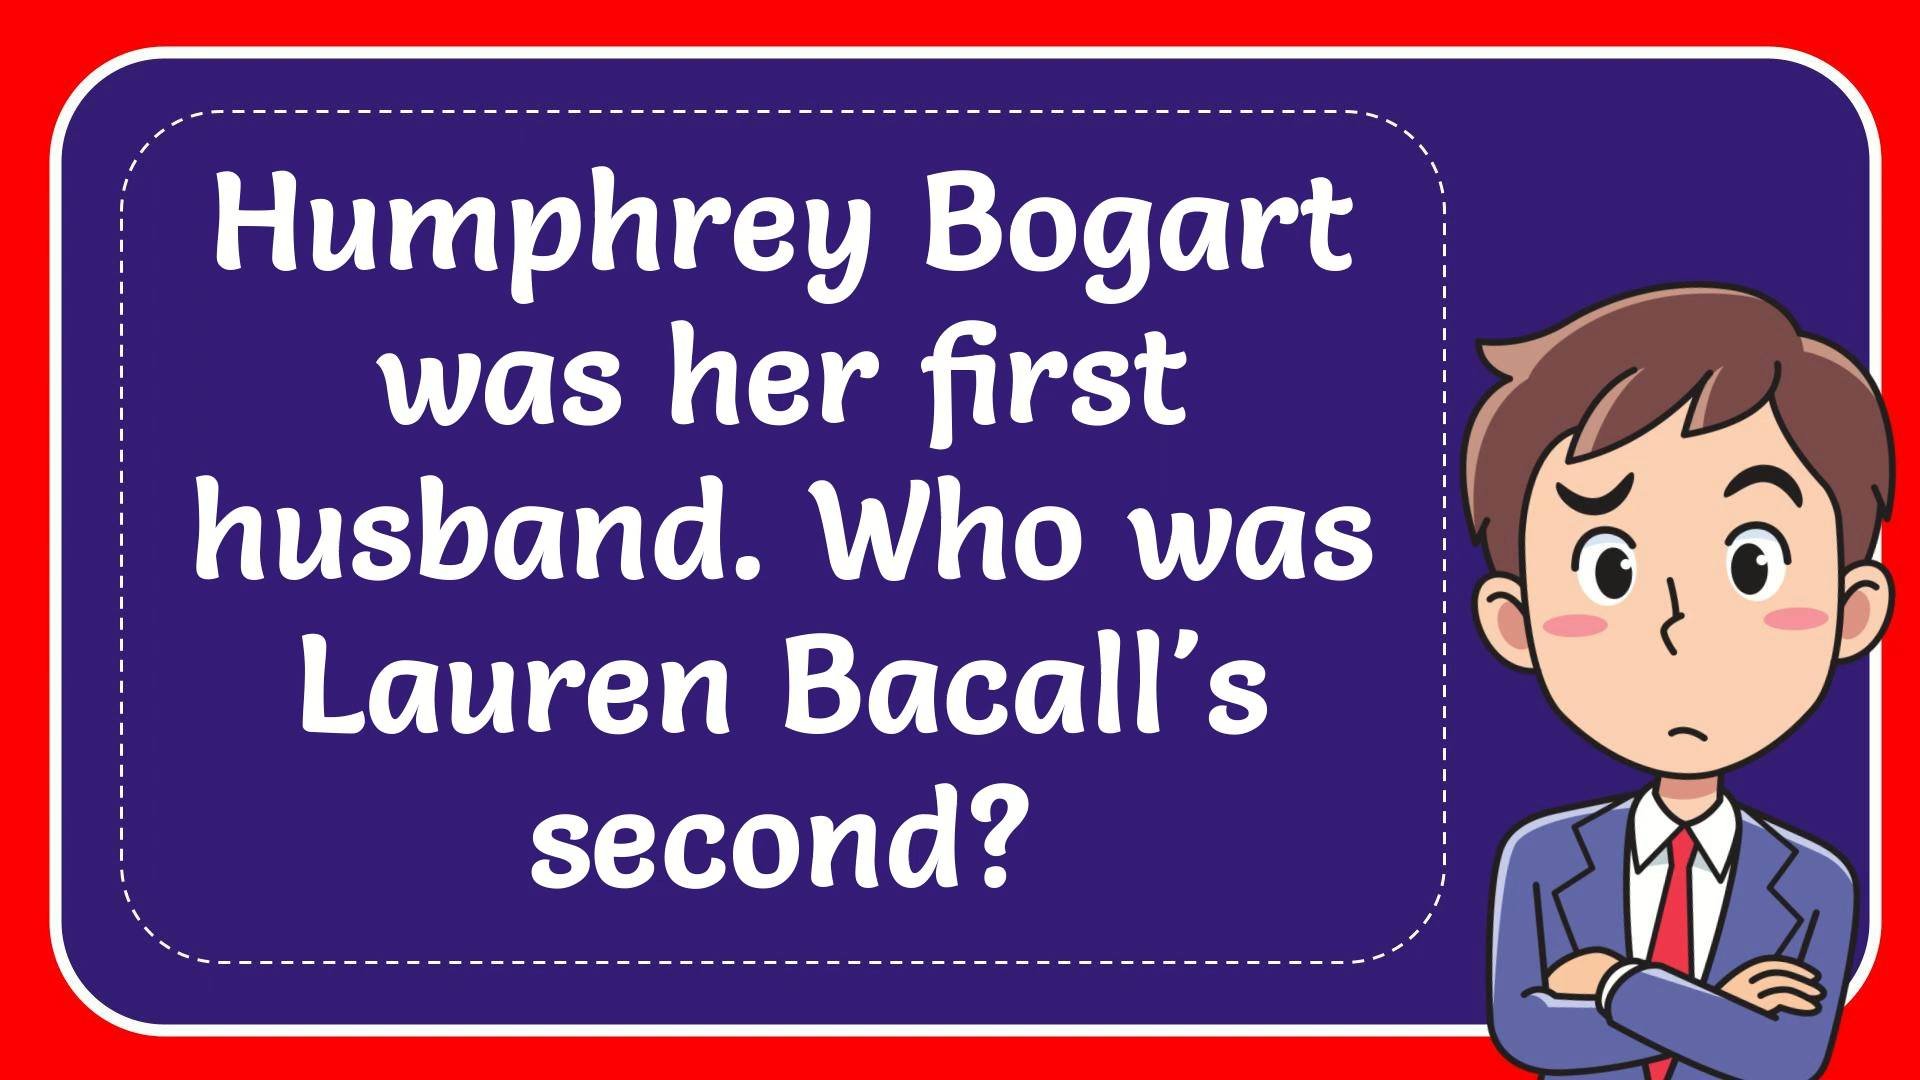 Humphrey Bogart
was her first
husband. Who was
Lauren Bacall's
second?